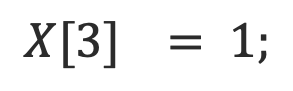 X[3] = 1;